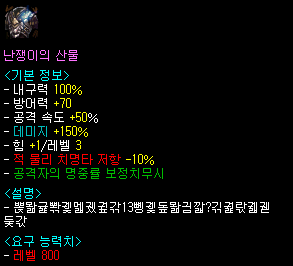 난쟁이의 산물
<기본 정보>
- 내구력 100%
- 방어력 +70
- 공격 속도 +50%
- 데미지 +150%
- 힘 +1/레벨 3
- 적 물리 치명타 저항 -10%
- 공격자의 명중률 보정치무시
<설명>
<요구 능력치>
- 레벨 800